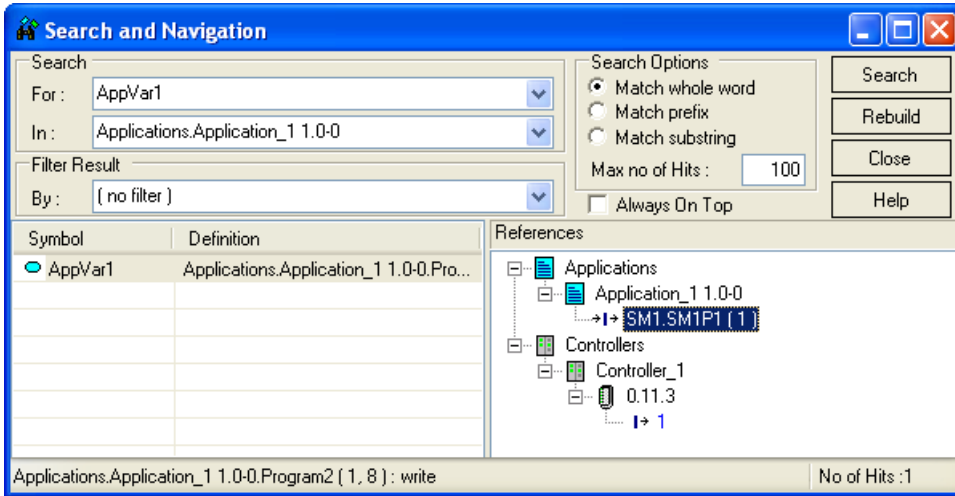 Search and Navigation
Search
For :
AppVar1
In :
Applications.Application_1 1.0-0
Filter Result
By :
( no filter )
Search Options
Match whole word
Match prefix
Match substring
Max no of Hits :
100
Always On Top
Search
Rebuild
Close
Help
Symbol
Definition
AppVar1
Applications.Application_1 1.0-0.Pro...
References
Applications
Application_1 1.0-0
SM1.SM1P1 ( 1 )
Controllers
Controller_1
0.11.3
1
Applications.Application_1 1.0-0.Program2 ( 1, 8 ) : write
No of Hits :1